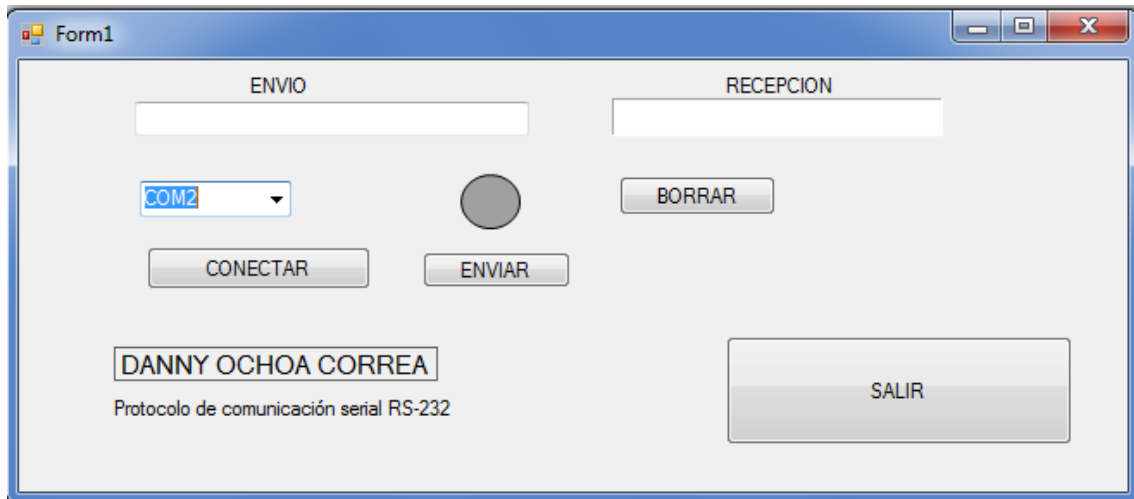 Form1
ENVIO
RECEPCION
COM2
BORRAR
CONECTAR
ENVIAR
DANNY OCHOA CORREA
Protocolo de comunicación serial RS-232
SALIR